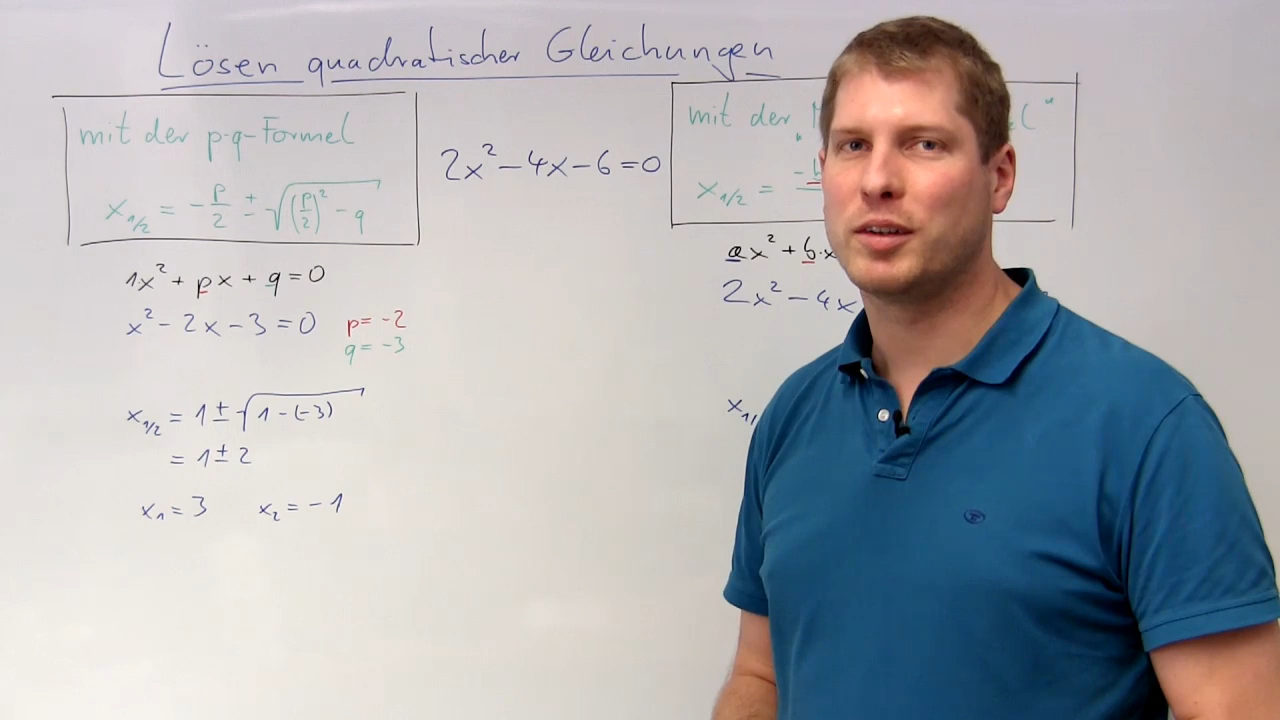 Lösen quadratischer Gleichungen
mit der p-q-Formel
x₁/₂ = -p/2 ± √((p/2)² - q)
1x² + px + q = 0
x² - 2x - 3 = 0 p = -2
q = -3
x₁/₂ = 1 ± √(1 - (-3))
= 1 ± 2
x₁ = 3 x₂ = -1
2x² - 4x - 6 = 0
mit der
x₁/₂ =
ax² + b·x
2x² - 4x